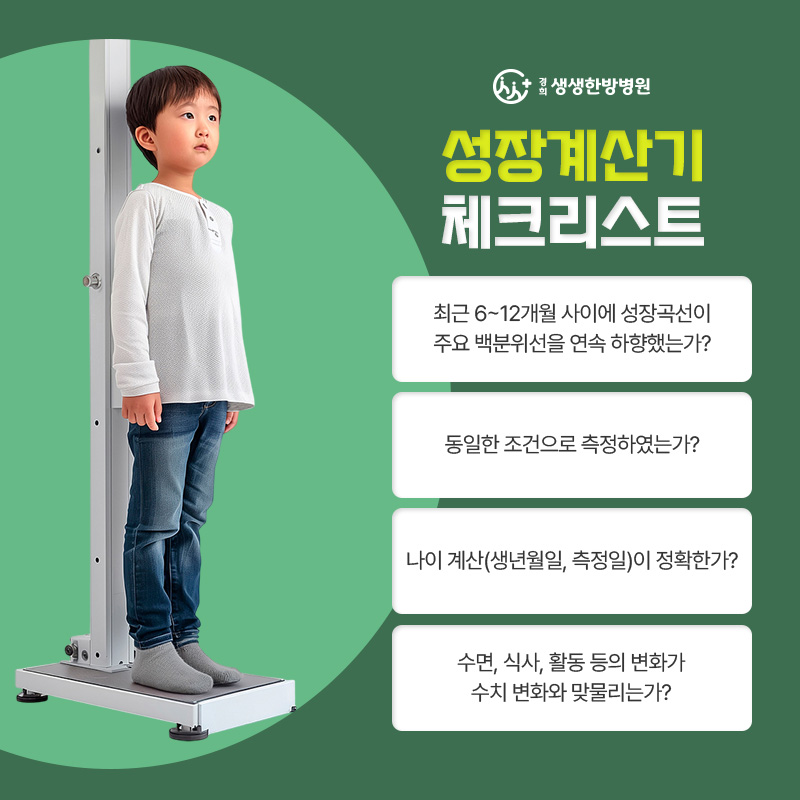 경희 생생한방병원
성장계산기
체크리스트
최근 6~12개월 사이에 성장곡선이
주요 백분위선을 연속 하향했는가?
동일한 조건으로 측정하였는가?
나이 계산(생년월일, 측정일)이 정확한가?
수면, 식사, 활동 등의 변화가
수치 변화와 맞물리는가?